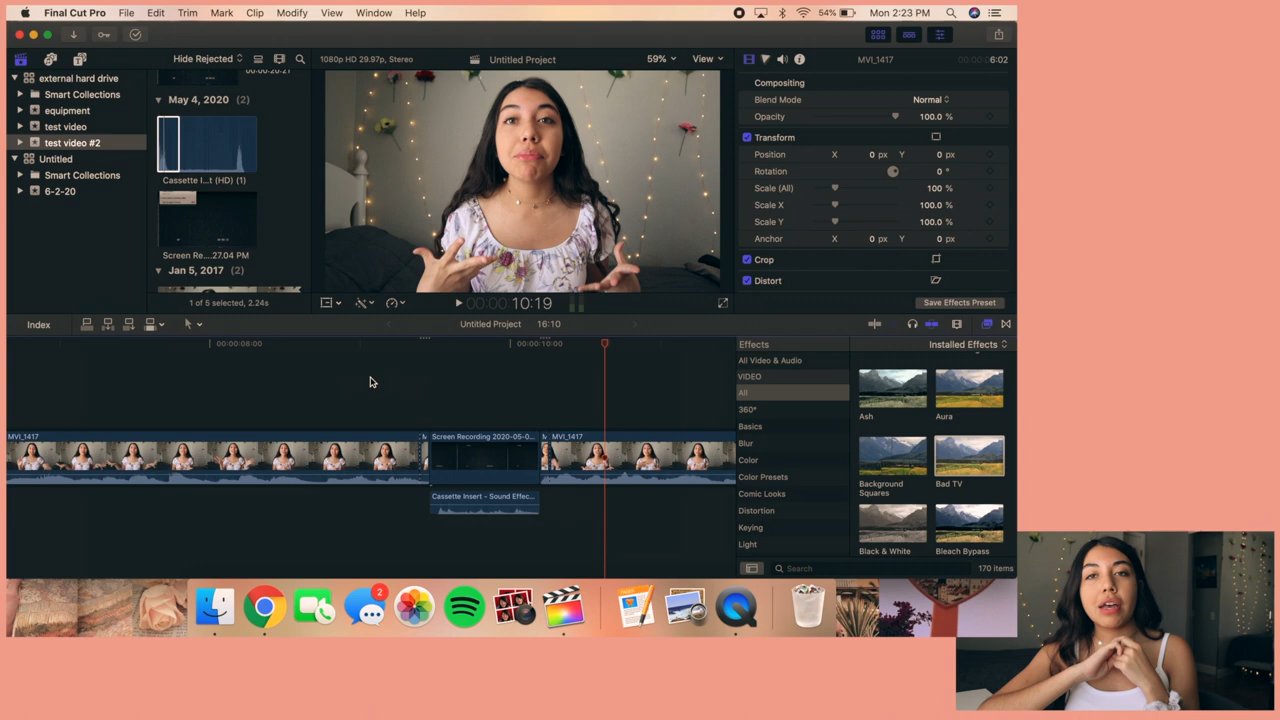 Final Cut Pro File Edit Trim Mark Clip Modify View Window Help 54% Mon 2:23 PM
Hide Rejected 1080p HD 29.97p, Stereo Untitled Project 59% View MVI_1417 6:02
external hard drive
Smart Collections
equipment
test video
test video #2
Untitled
Smart Collections
6-2-20
00:00:20:21
May 4, 2020 (2)
Cassette I...t (HD) (1)
Screen Re....27.04 PM
Jan 5, 2017 (2)
1 of 5 selected, 2.24s
00:00:10:19
Compositing
Blend Mode Normal
Opacity 100.0 %
Transform
Position X 0 px Y 0 px
Rotation 0 °
Scale (All) 100 %
Scale X 100.0 %
Scale Y 100.0 %
Anchor X 0 px Y 0 px
Crop
Distort
Save Effects Preset
Index Untitled Project 16:10
00:00:08:00 00:00:10:00
MVI_1417 M Screen Recording 2020-05-0... M MVI_1417
Cassette Insert - Sound Effec...
Effects Installed Effects
All Video & Audio
VIDEO
All
360°
Basics
Blur
Color
Color Presets
Comic Looks
Distortion
Keying
Light
Ash Aura
Background
Squares
Bad TV
Black & White Bleach Bypass
Search 170 items
2